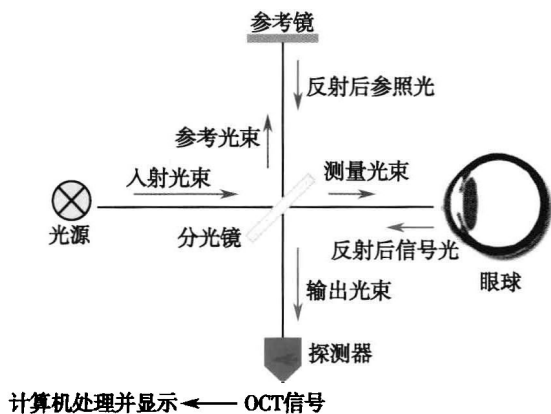 参考镜
反射后参照光
参考光束
入射光束
测量光束
光源
分光镜
反射后信号光
眼球
输出光束
探测器
计算机处理并显示 ← OCT信号